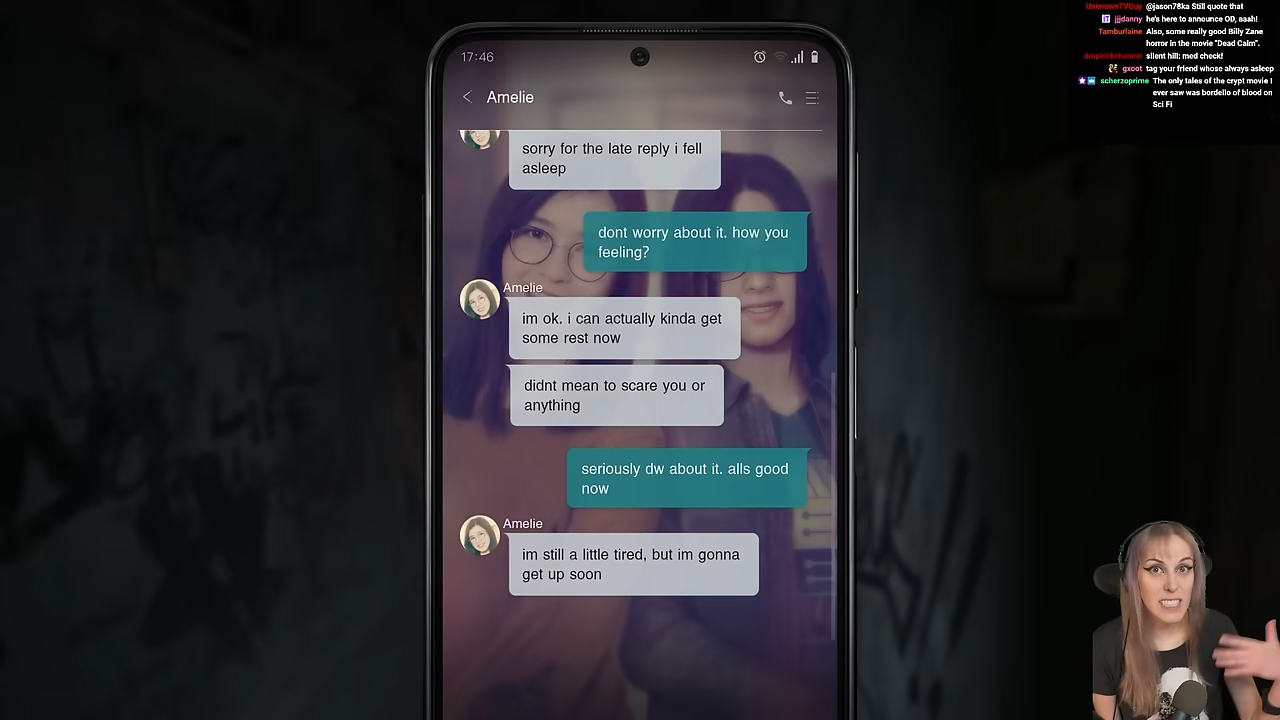 17:46
Amelie
sorry for the late reply i fell
asleep
dont worry about it. how you
feeling?
Amelie
im ok. i can actually kinda get
some rest now
didnt mean to scare you or
anything
seriously dw about it. alls good
now
Amelie
im still a little tired, but im gonna
get up soon
UnknownTVGuy @jason78ka Still quote that
jjjdanny he's here to announce OD, aaah!
Tamburlaine Also, some really good Billy Zane
horror in the movie "Dead Calm".
silent hill: med check!
gxoot tag your friend whose always asleep
scherzoprime The only tales of the crypt movie I
ever saw was bordello of blood on
Sci Fi